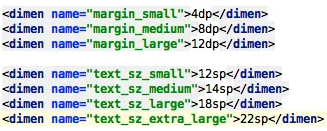 <dimen name="margin_small">4dp</dimen>
<dimen name="margin_medium">8dp</dimen>
<dimen name="margin_large">12dp</dimen>
<dimen name="text_sz_small">12sp</dimen>
<dimen name="text_sz_medium">14sp</dimen>
<dimen name="text_sz_large">18sp</dimen>
<dimen name="text_sz_extra_large">22sp</dimen>